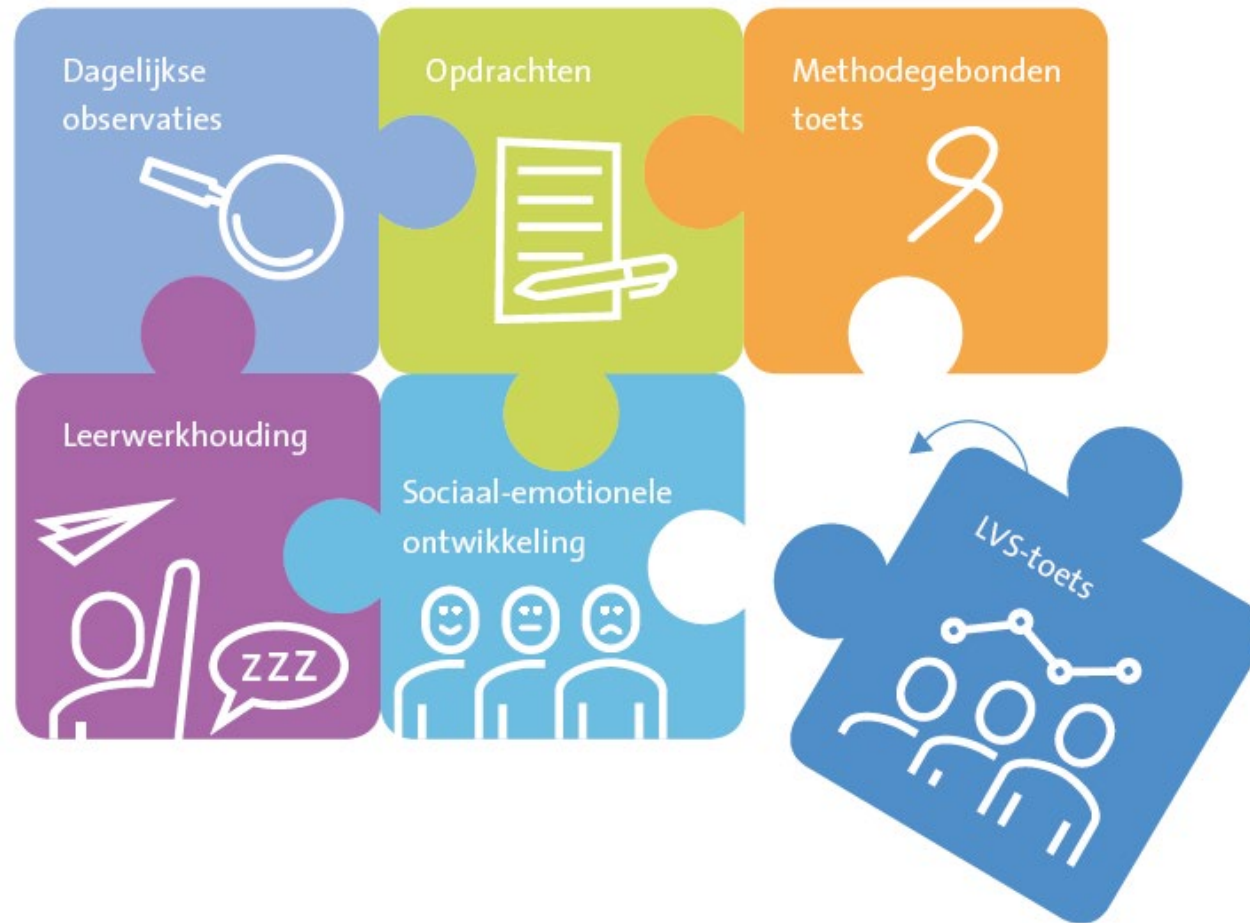 Dagelijkse
observaties
Opdrachten
Methodegebonden
toets
Leerwerkhouding
zzz
Sociaal-emotionele
ontwikkeling
LVS-toets